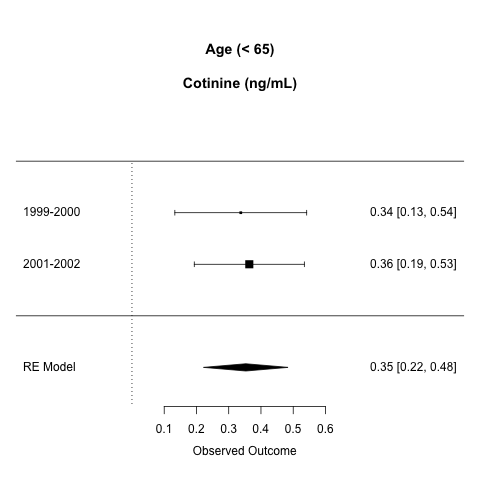 Age (< 65)
Cotinine (ng/mL)
1999-2000 0.34 [0.13, 0.54]
2001-2002 0.36 [0.19, 0.53]
RE Model 0.35 [0.22, 0.48]
0.1 0.2 0.3 0.4 0.5 0.6
Observed Outcome